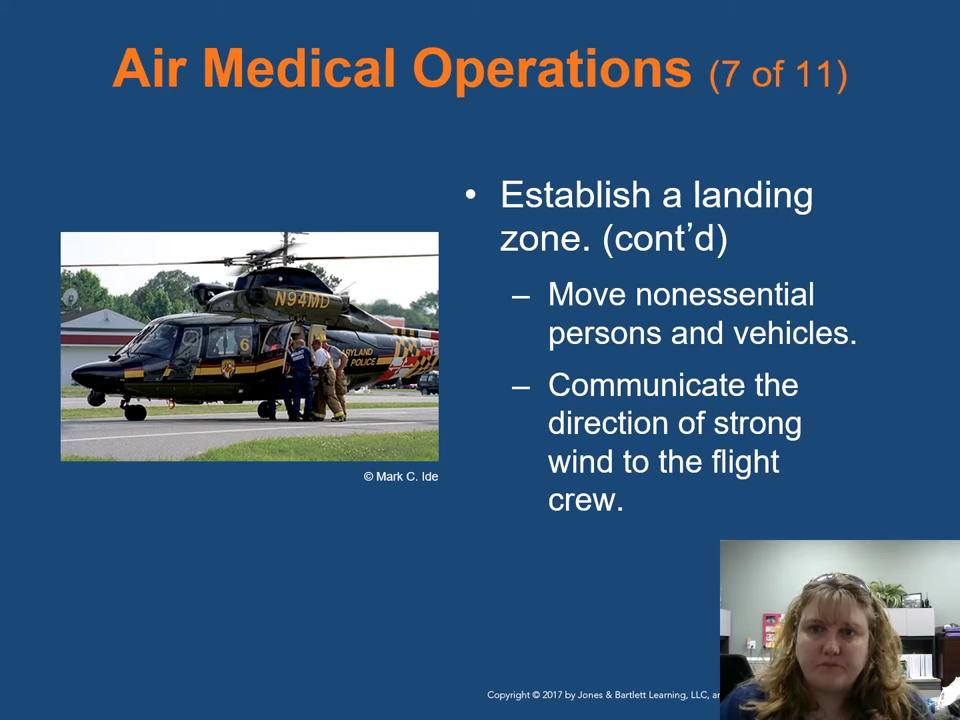 Air Medical Operations (7 of 11)
• Establish a landing
zone. (cont’d)
– Move nonessential
persons and vehicles.
– Communicate the
direction of strong
wind to the flight
crew.
N94MD
6
POLICE
© Mark C. Ide
Copyright © 2017 by Jones & Bartlett Learning, LLC,